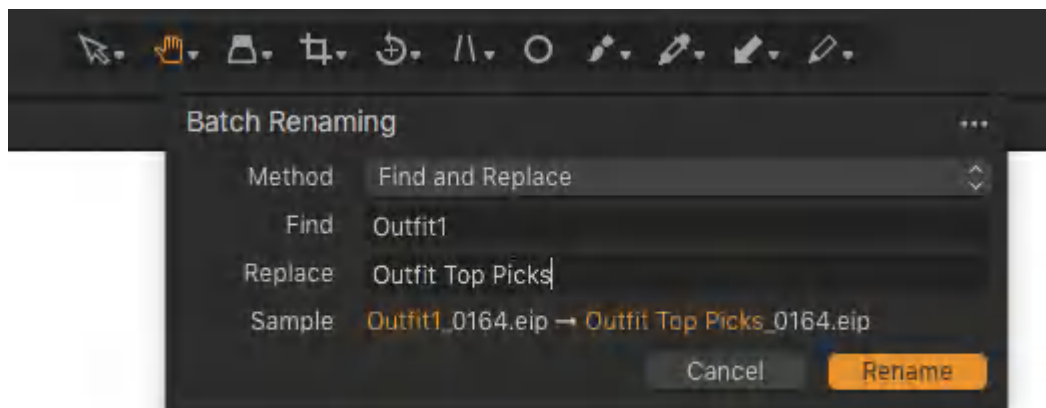 Batch Renaming ...
Method Find and Replace
Find Outfit1
Replace Outfit Top Picks
Sample Outfit1_0164.eip → Outfit Top Picks_0164.eip
Cancel Rename